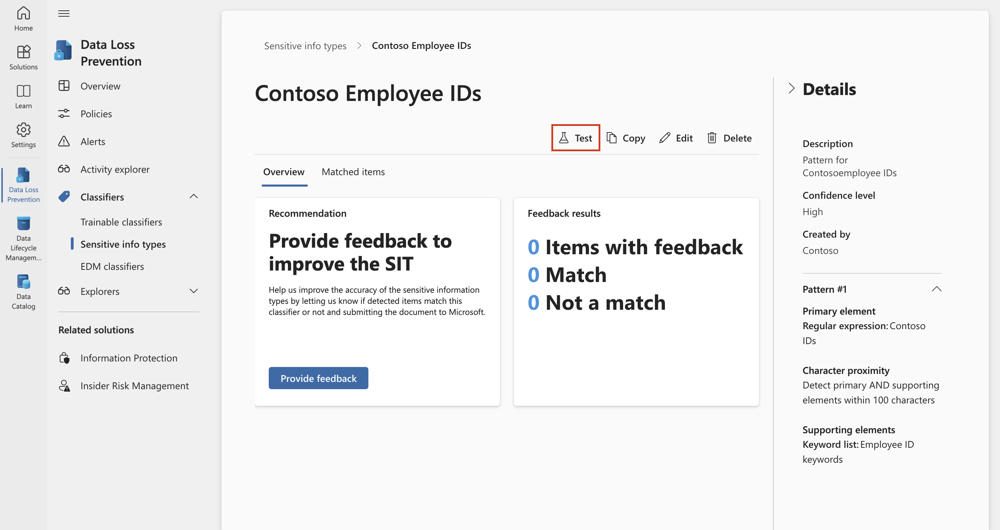 Home
Solutions
Learn
Settings
Data Loss
Prevention
Data
Lifecycle
Managem...
Data
Catalog
Data Loss
Prevention
Overview
Policies
Alerts
Activity explorer
Classifiers
Trainable classifiers
Sensitive info types
EDM classifiers
Explorers
Related solutions
Information Protection
Insider Risk Management
Sensitive info types > Contoso Employee IDs
Contoso Employee IDs
Test Copy Edit Delete
Overview Matched items
Recommendation
Provide feedback to
improve the SIT
Help us improve the accuracy of the sensitive information
types by letting us know if detected items match this
classifier or not and submitting the document to Microsoft.
Provide feedback
Feedback results
0 Items with feedback
0 Match
0 Not a match
Details
Description
Pattern for
Contosoemployee IDs
Confidence level
High
Created by
Contoso
Pattern #1
Primary element
Regular expression: Contoso
IDs
Character proximity
Detect primary AND supporting
elements within 100 characters
Supporting elements
Keyword list: Employee ID
keywords